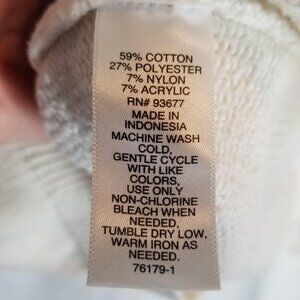 59% COTTON
27% POLYESTER
7% NYLON
7% ACRYLIC
RN# 93677
MADE IN
INDONESIA
MACHINE WASH
COLD,
GENTLE CYCLE
WITH LIKE
COLORS,
USE ONLY
NON-CHLORINE
BLEACH WHEN
NEEDED,
TUMBLE DRY LOW,
WARM IRON AS
NEEDED.
76179-1